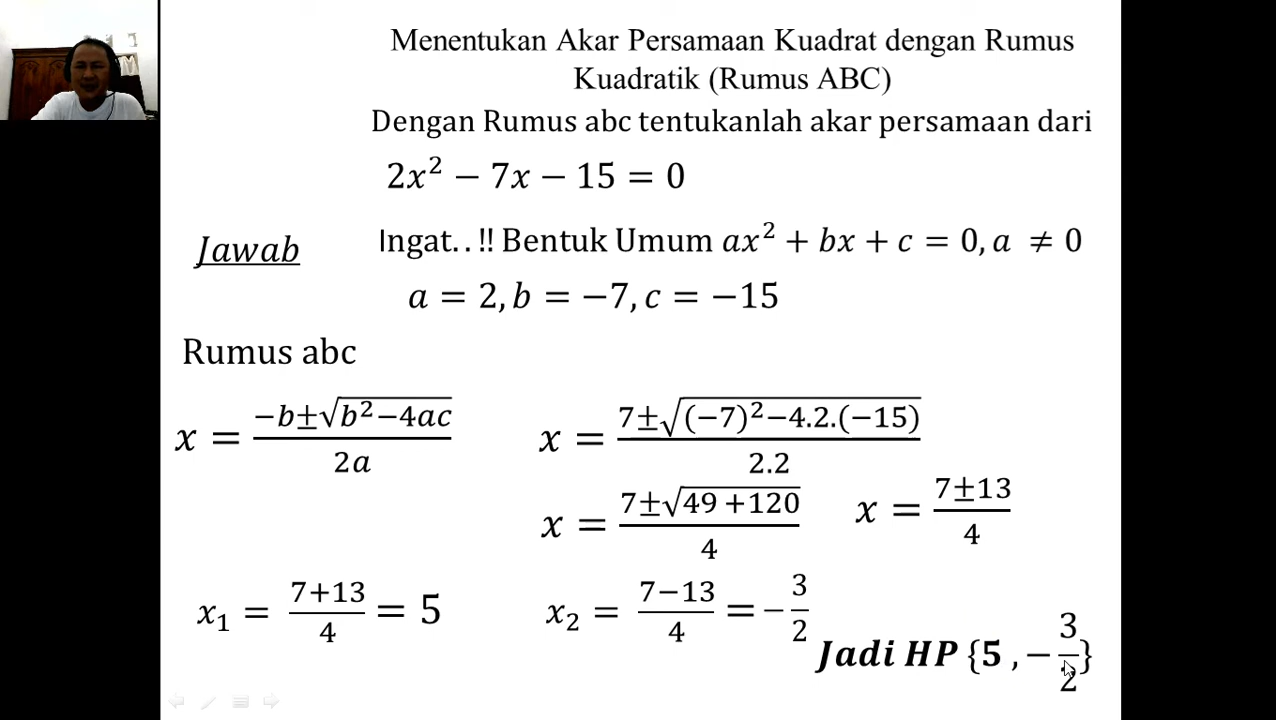 Menentukan Akar Persamaan Kuadrat dengan Rumus
Kuadratik (Rumus ABC)
Dengan Rumus abc tentukanlah akar persamaan dari
2x² − 7x − 15 = 0
Jawab
Ingat. . !! Bentuk Umum ax² + bx + c = 0, a ≠ 0
a = 2, b = −7, c = −15
Rumus abc
x = (−b±√(b²−4ac))/(2a)
x = (7±√((−7)²−4.2.(−15)))/(2.2)
x = (7±√(49 +120))/4
x = (7±13)/4
x₁ = (7+13)/4 = 5
x₂ = (7−13)/4 = −3/2
Jadi HP {5 , −3/2}